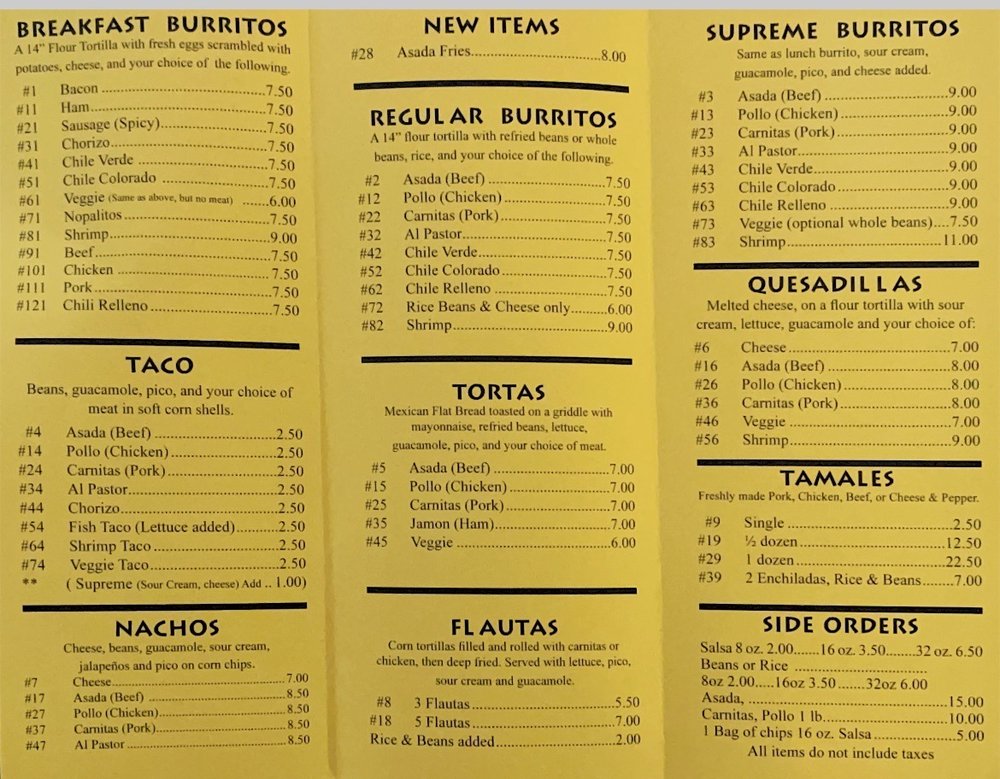 BREAKFAST BURRITOS
A 14" Flour Tortilla with fresh eggs scrambled with
potatoes, cheese, and your choice of the following.
#1 Bacon 7.50
#11 Ham 7.50
#21 Sausage (Spicy) 7.50
#31 Chorizo 7.50
#41 Chile Verde 7.50
#51 Chile Colorado 7.50
#61 Veggie (Same as above, but no meat) 6.00
#71 Nopalitos 7.50
#81 Shrimp 9.00
#91 Beef 7.50
#101 Chicken 7.50
#111 Pork 7.50
#121 Chili Relleno 7.50
TACO
Beans, guacamole, pico, and your choice of
meat in soft corn shells.
#4 Asada (Beef) 2.50
#14 Pollo (Chicken) 2.50
#24 Carnitas (Pork) 2.50
#34 Al Pastor 2.50
#44 Chorizo 2.50
#54 Fish Taco (Lettuce added) 2.50
#64 Shrimp Taco 2.50
#74 Veggie Taco 2.50
** ( Supreme (Sour Cream, cheese) Add .. 1.00)
NACHOS
Cheese, beans, guacamole, sour cream,
jalapeños and pico on corn chips.
#7 Cheese 7.00
#17 Asada (Beef) 8.50
#27 Pollo (Chicken) 8.50
#37 Carnitas (Pork) 8.50
#47 Al Pastor 8.50
NEW ITEMS
#28 Asada Fries 8.00
REGULAR BURRITOS
A 14" flour tortilla with refried beans or whole
beans, rice, and your choice of the following.
#2 Asada (Beef) 7.50
#12 Pollo (Chicken) 7.50
#22 Carnitas (Pork) 7.50
#32 Al Pastor 7.50
#42 Chile Verde 7.50
#52 Chile Colorado 7.50
#62 Chile Relleno 7.50
#72 Rice Beans & Cheese only 6.00
#82 Shrimp 9.00
TORTAS
Mexican Flat Bread toasted on a griddle with
mayonnaise, refried beans, lettuce,
guacamole, pico, and your choice of meat.
#5 Asada (Beef) 7.00
#15 Pollo (Chicken) 7.00
#25 Carnitas (Pork) 7.00
#35 Jamon (Ham) 7.00
#45 Veggie 6.00
FLAUTAS
Corn tortillas filled and rolled with carnitas or
chicken, then deep fried. Served with lettuce, pico,
sour cream and guacamole.
#8 3 Flautas 5.50
#18 5 Flautas 7.00
Rice & Beans added 2.00
SUPREME BURRITOS
Same as lunch burrito, sour cream,
guacamole, pico, and cheese added.
#3 Asada (Beef) 9.00
#13 Pollo (Chicken) 9.00
#23 Carnitas (Pork) 9.00
#33 Al Pastor 9.00
#43 Chile Verde 9.00
#53 Chile Colorado 9.00
#63 Chile Relleno 9.00
#73 Veggie (optional whole beans) 7.50
#83 Shrimp 11.00
QUESADILLAS
Melted cheese, on a flour tortilla with sour
cream, lettuce, guacamole and your choice of:
#6 Cheese 7.00
#16 Asada (Beef) 8.00
#26 Pollo (Chicken) 8.00
#36 Carnitas (Pork) 8.00
#46 Veggie 7.00
#56 Shrimp 9.00
TAMALES
Freshly made Pork, Chicken, Beef, or Cheese & Pepper.
#9 Single 2.50
#19 ½ dozen 12.50
#29 1 dozen 22.50
#39 2 Enchiladas, Rice & Beans 7.00
SIDE ORDERS
Salsa 8 oz. 2.00......16 oz. 3.50.......32 oz. 6.50
Beans or Rice
8oz 2.00.....16oz 3.50.......32oz 6.00
Asada, 15.00
Carnitas, Pollo 1 lb 10.00
1 Bag of chips 16 oz. Salsa 5.00
All items do not include taxes